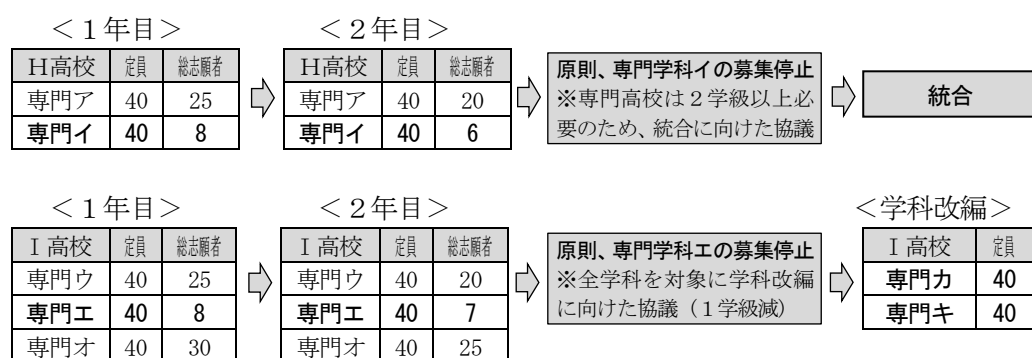 ＜１年目＞ ＜２年目＞
Ｈ高校 定員 総志願者 Ｈ高校 定員 総志願者 原則、専門学科イの募集停止
専門ア 40 25 専門ア 40 20 ※専門高校は２学級以上必 統合
専門イ 40 8 専門イ 40 6 要のため、統合に向けた協議
＜１年目＞ ＜２年目＞ ＜学科改編＞
Ｉ高校 定員 総志願者 Ｉ高校 定員 総志願者 原則、専門学科エの募集停止 Ｉ高校 定員
専門ウ 40 25 専門ウ 40 20 ※全学科を対象に学科改編 専門カ 40
専門エ 40 8 専門エ 40 7 に向けた協議（１学級減） 専門キ 40
専門オ 40 30 専門オ 40 25